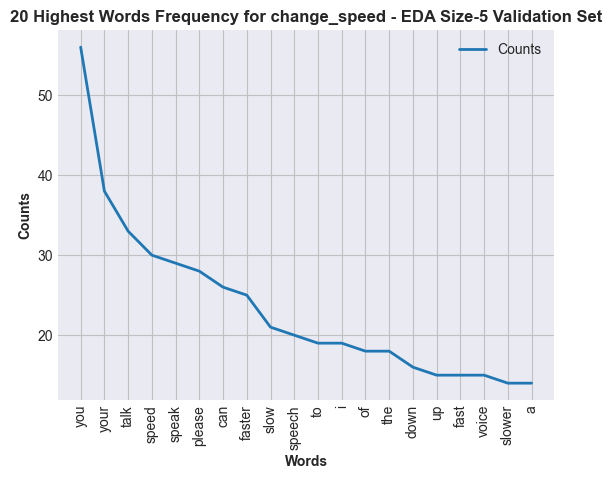 20 Highest Words Frequency for change_speed - EDA Size-5 Validation Set
Counts
50
40
30
20
Counts
you
your
talk
speed
speak
please
can
faster
slow
speech
to
i
of
the
down
up
fast
voice
slower
a
Words